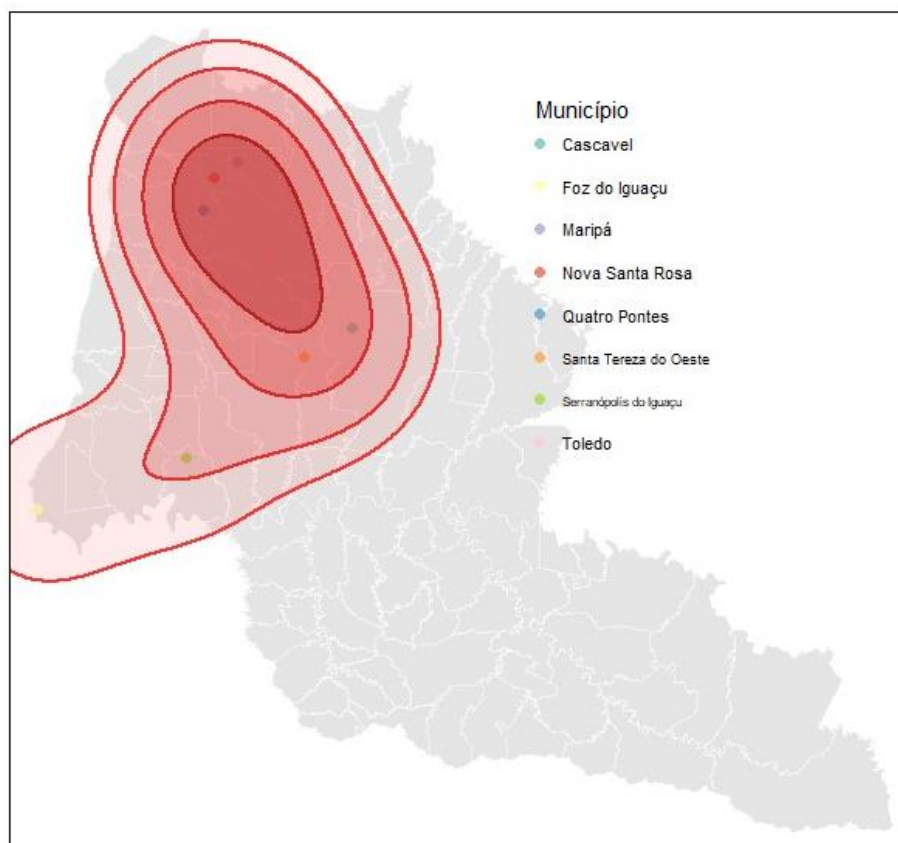 Município
Cascavel
Foz do Iguaçu
Maripá
Nova Santa Rosa
Quatro Pontes
Santa Tereza do Oeste
Serranópolis do Iguaçu
Toledo